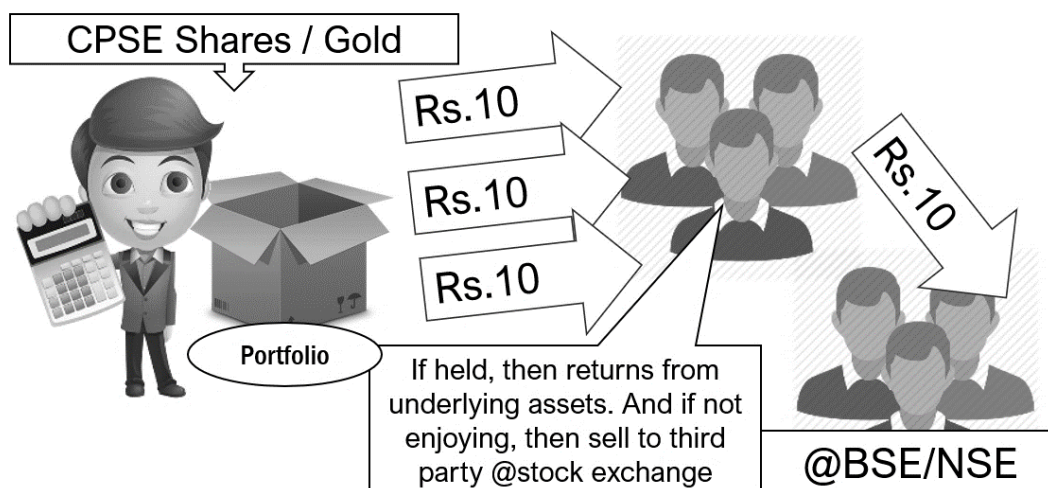 CPSE Shares / Gold
Rs.10
Rs.10
Rs.10
Rs.10
Portfolio
If held, then returns from
underlying assets. And if not
enjoying, then sell to third
party @stock exchange
@BSE/NSE